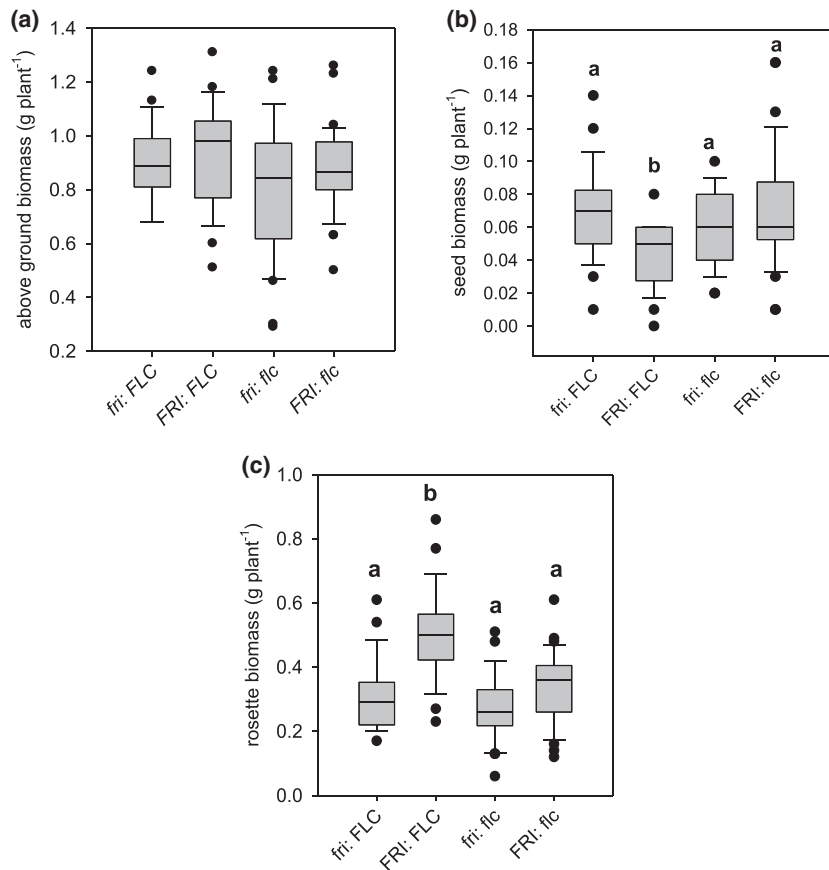 (a)
above ground biomass (g plant⁻¹)
1.4
1.2
1.0
0.8
0.6
0.4
0.2
fri: FLC
FRI: FLC
fri: flc
FRI: flc
(b)
seed biomass (g plant⁻¹)
0.18
0.16
0.14
0.12
0.10
0.08
0.06
0.04
0.02
0.00
a
b
a
a
fri: FLC
FRI: FLC
fri: flc
FRI: flc
(c)
rosette biomass (g plant⁻¹)
1.0
0.8
0.6
0.4
0.2
0.0
a
b
a
a
fri: FLC
FRI: FLC
fri: flc
FRI: flc